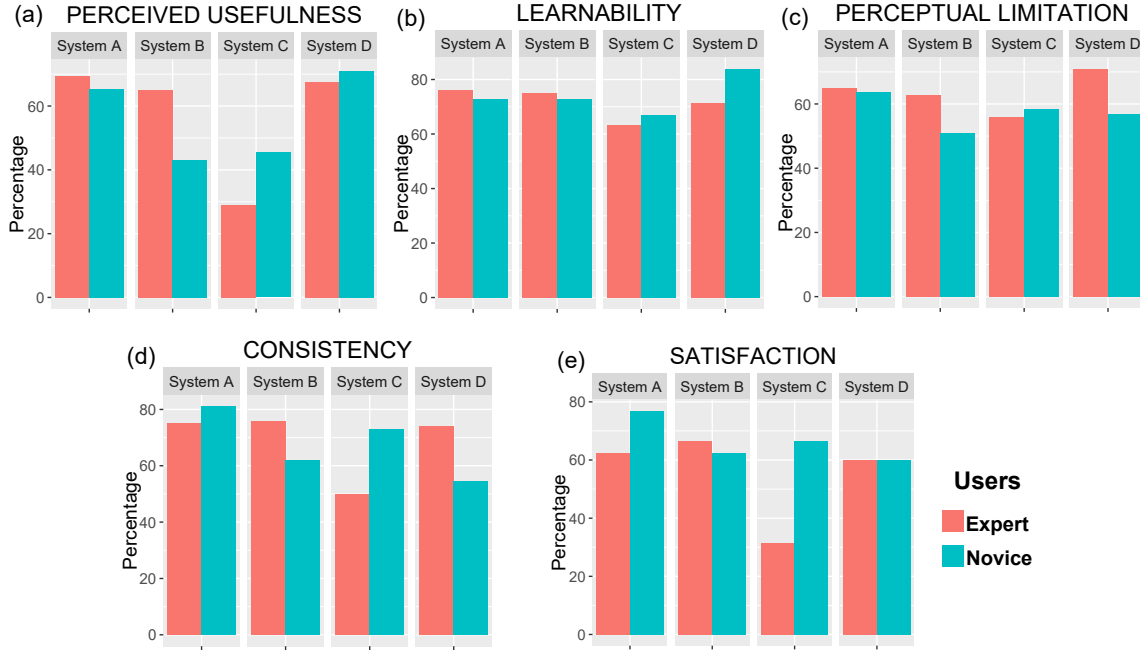 (a) PERCEIVED USEFULNESS
System A System B System C System D
Percentage
60
40
20
0
(b) LEARNABILITY
System A System B System C System D
Percentage
80
60
40
20
0
(c) PERCEPTUAL LIMITATION
System A System B System C System D
Percentage
60
40
20
0
(d) CONSISTENCY
System A System B System C System D
Percentage
80
60
40
20
0
(e) SATISFACTION
System A System B System C System D
Percentage
80
60
40
20
0
Users
Expert
Novice